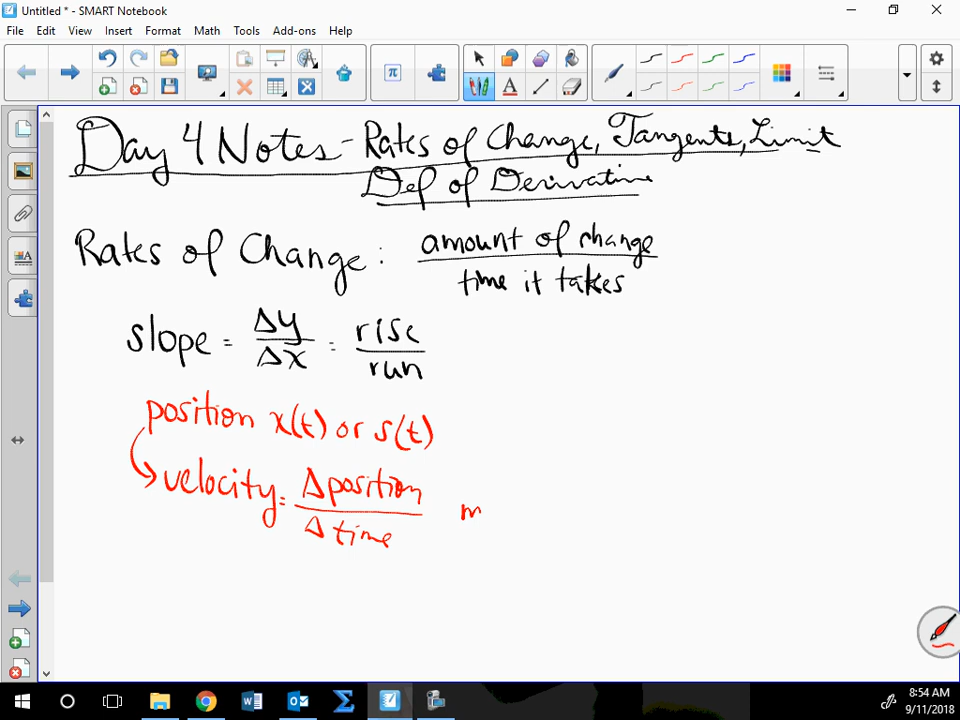 Untitled * - SMART Notebook
File Edit View Insert Format Math Tools Add-ons Help
Day 4 Notes - Rates of Change, Tangents, Limit
Def of Derivative
Rates of Change: amount of change
time it takes
slope = Δy = rise
Δx run
position x(t) or s(t)
velocity = Δposition m
Δ time
8:54 AM
9/11/2018